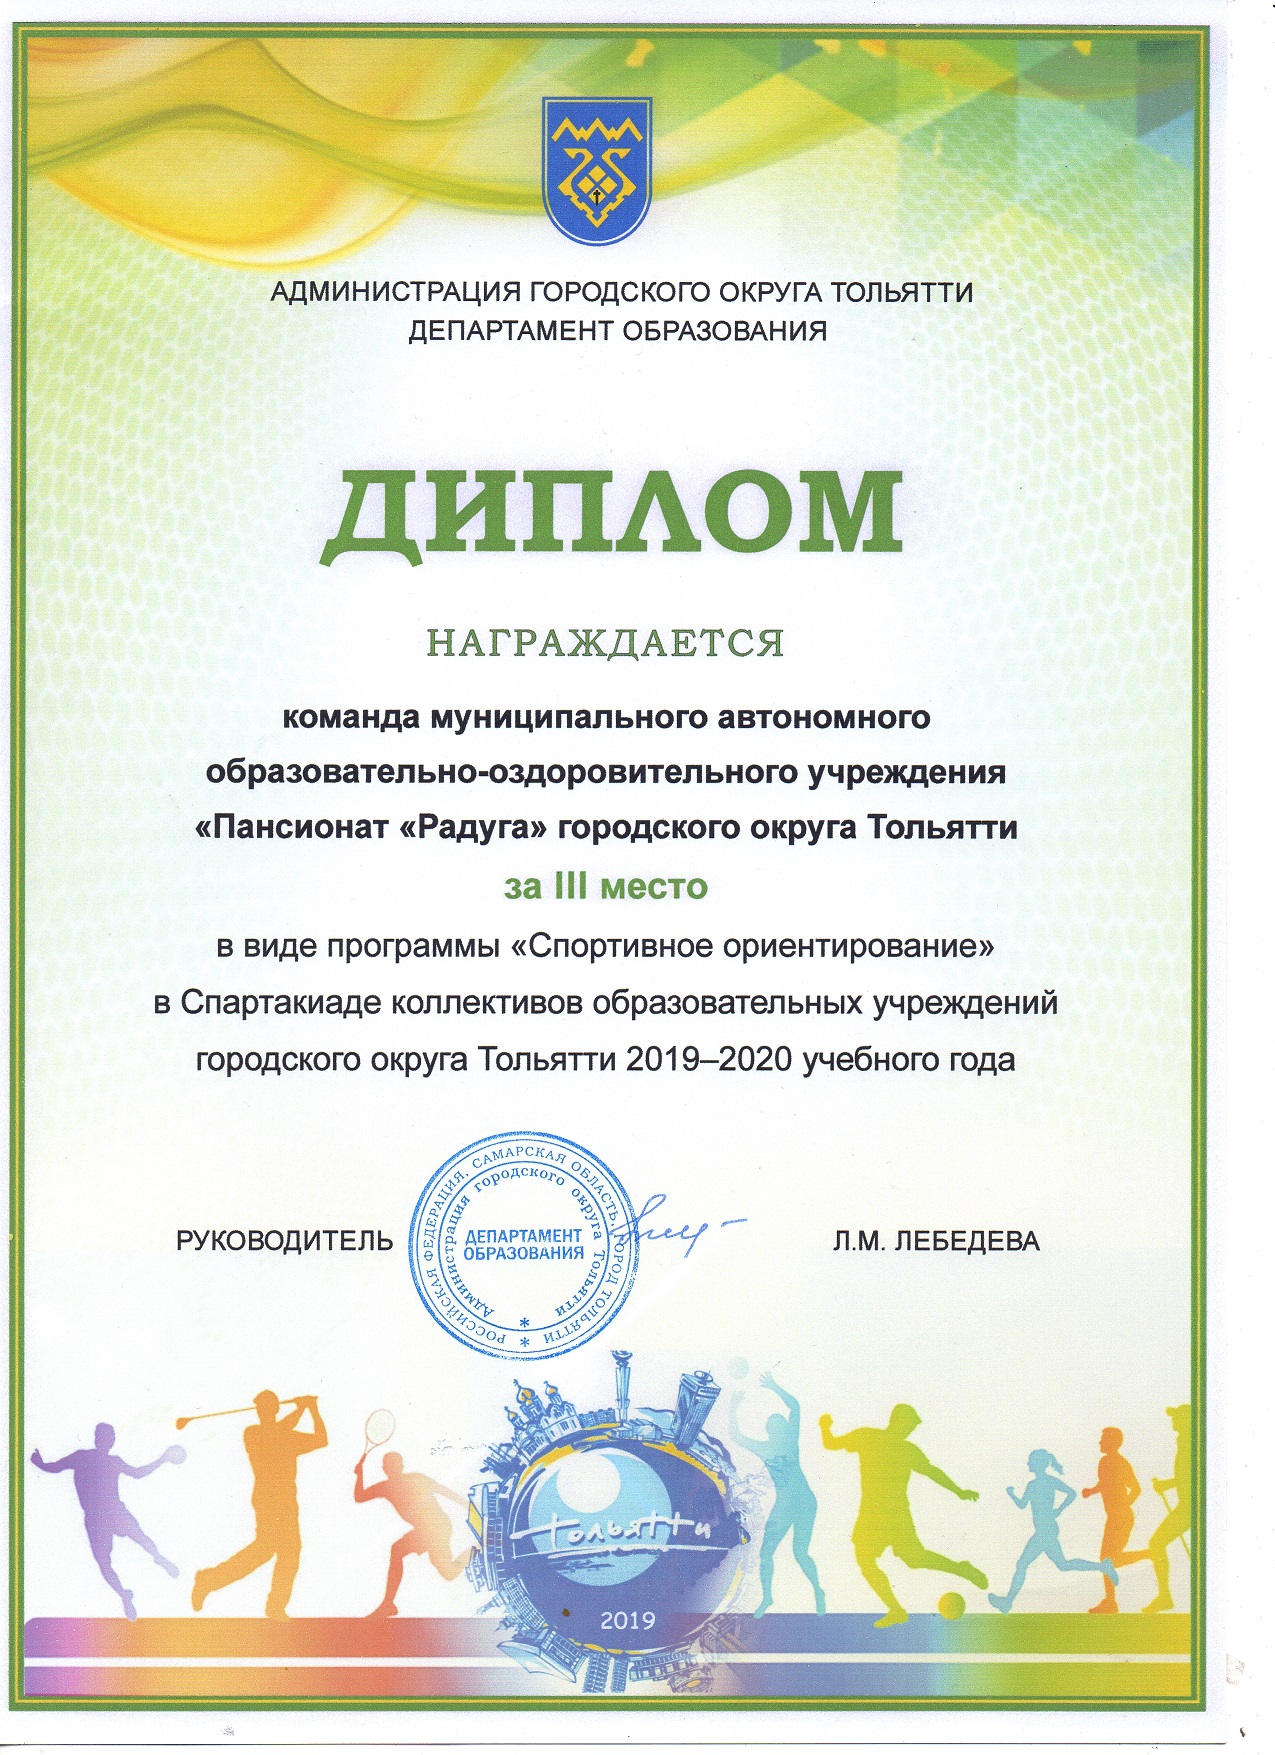 АДМИНИСТРАЦИЯ ГОРОДСКОГО ОКРУГА ТОЛЬЯТТИ
ДЕПАРТАМЕНТ ОБРАЗОВАНИЯ
ДИПЛОМ
НАГРАЖДАЕТСЯ
команда муниципального автономного
образовательно-оздоровительного учреждения
«Пансионат «Радуга» городского округа Тольятти
за III место
в виде программы «Спортивное ориентирование»
в Спартакиаде коллективов образовательных учреждений
городского округа Тольятти 2019–2020 учебного года
РУКОВОДИТЕЛЬ
РОССИЙСКАЯ ФЕДЕРАЦИЯ, САМАРСКАЯ ОБЛАСТЬ, ГОРОД ТОЛЬЯТТИ *
Администрация городского округа Тольятти *
ДЕПАРТАМЕНТ
ОБРАЗОВАНИЯ
Л.М. ЛЕБЕДЕВА
Тольятти
2019